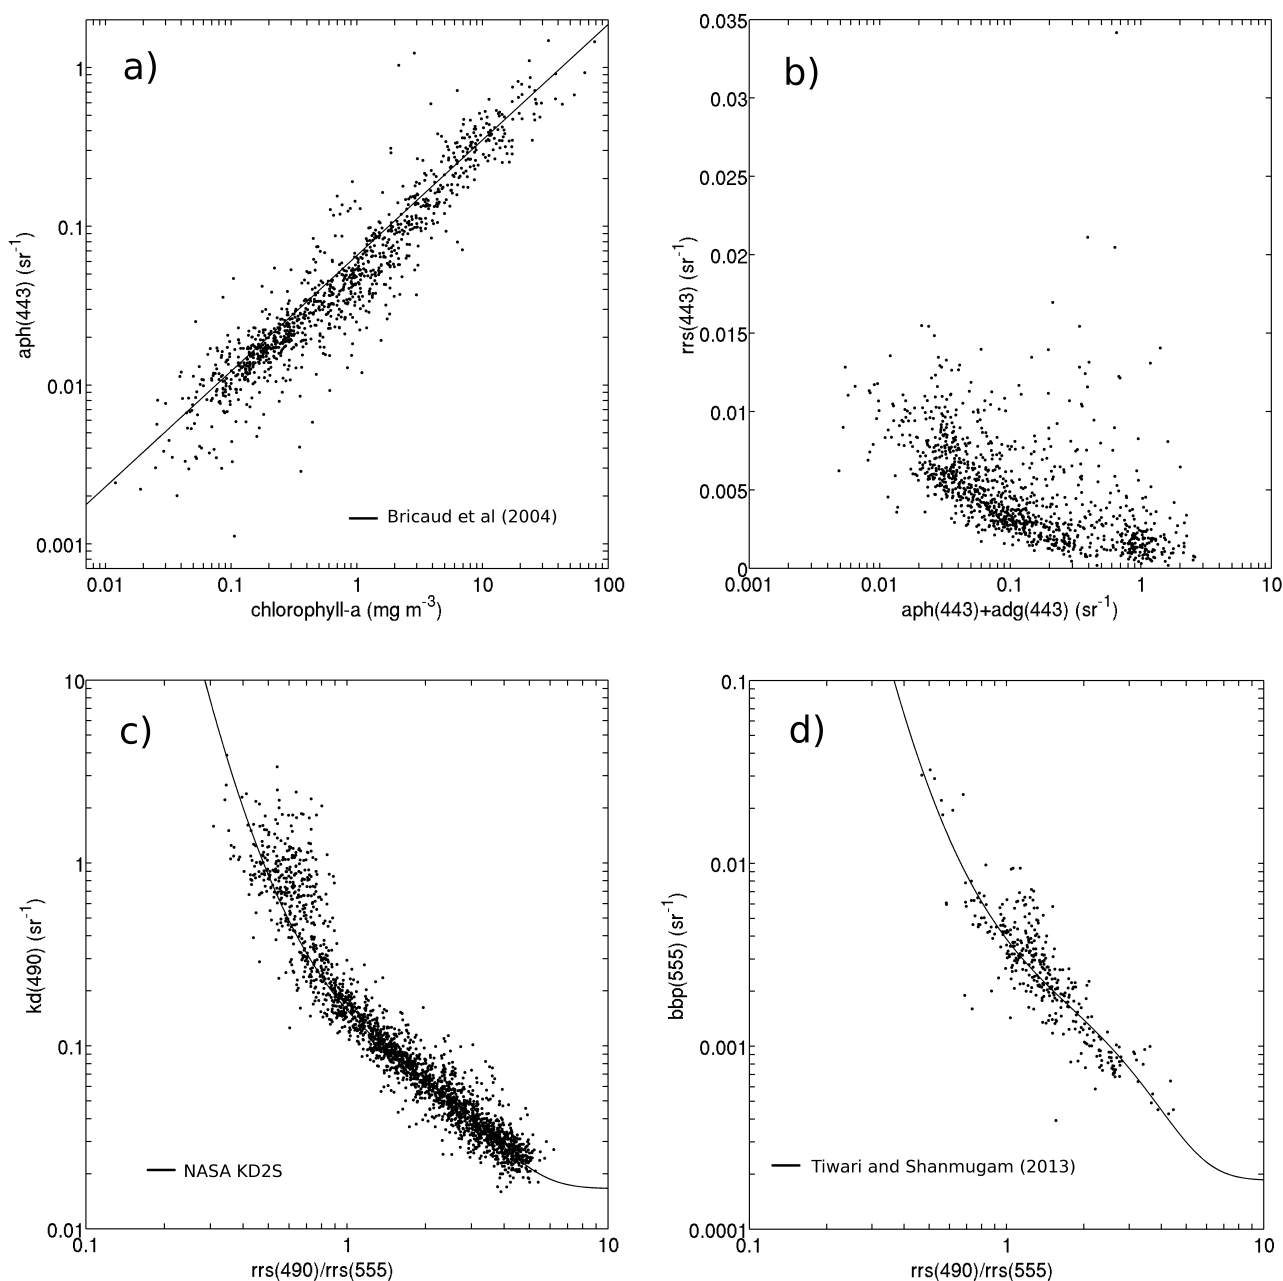 a)
1
0.1
0.01
0.001
aph(443) (sr-1)
Bricaud et al (2004)
0.01 0.1 1 10 100
chlorophyll-a (mg m-3)
b)
0.035
0.03
0.025
0.02
0.015
0.01
0.005
0
rrs(443) (sr-1)
0.001 0.01 0.1 1 10
aph(443)+adg(443) (sr-1)
c)
10
1
0.1
0.01
kd(490) (sr-1)
NASA KD2S
0.1 1 10
rrs(490)/rrs(555)
d)
0.1
0.01
0.001
0.0001
bbp(555) (sr-1)
Tiwari and Shanmugam (2013)
0.1 1 10
rrs(490)/rrs(555)